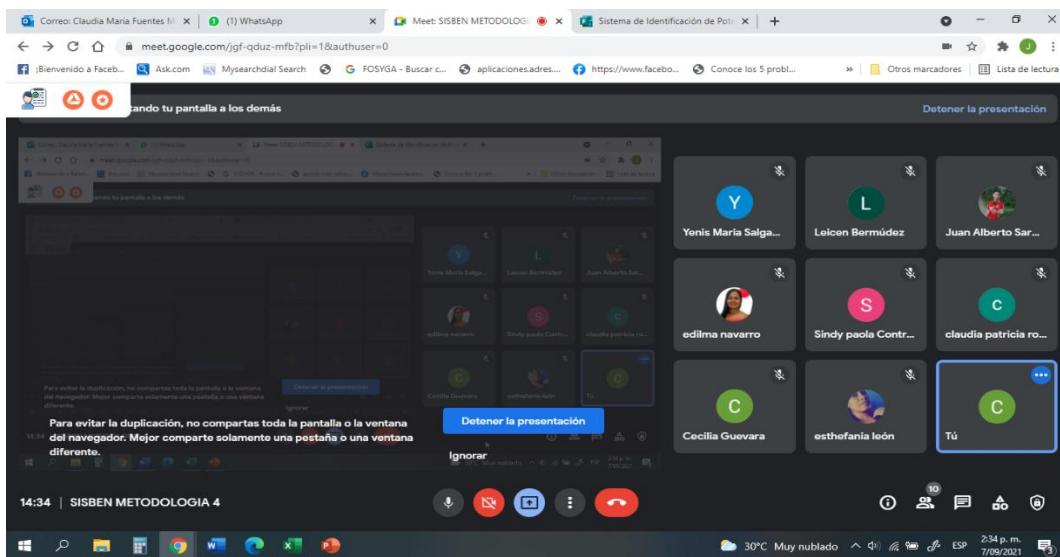 Correo: Claudia Maria Fuentes M
(1) WhatsApp
Meet: SISBEN METODOLOGI
Sistema de Identificación de Pote
meet.google.com/jgf-qduz-mfb?pli=1&authuser=0
¡Bienvenido a Faceb...
Ask.com
Mysearchdial Search
FOSYGA - Buscar c...
aplicaciones.adres....
https://www.facebo...
Conoce los 5 probl...
»
Otros marcadores
Lista de lectura
J
tando tu pantalla a los demás
Detener la presentación
Y
Yenis Maria Salga...
L
Leicen Bermúdez
Juan Alberto Sar...
edilma navarro
S
Sindy paola Contr...
c
claudia patricia ro...
C
Cecilia Guevara
esthefania león
C
Tú
Para evitar la duplicación, no compartas toda la pantalla o la ventana
del navegador. Mejor comparte solamente una pestaña o una ventana
diferente.
Detener la presentación
Ignorar
14:34 | SISBEN METODOLOGIA 4
10
30°C Muy nublado
ESP
2:34 p. m.
7/09/2021